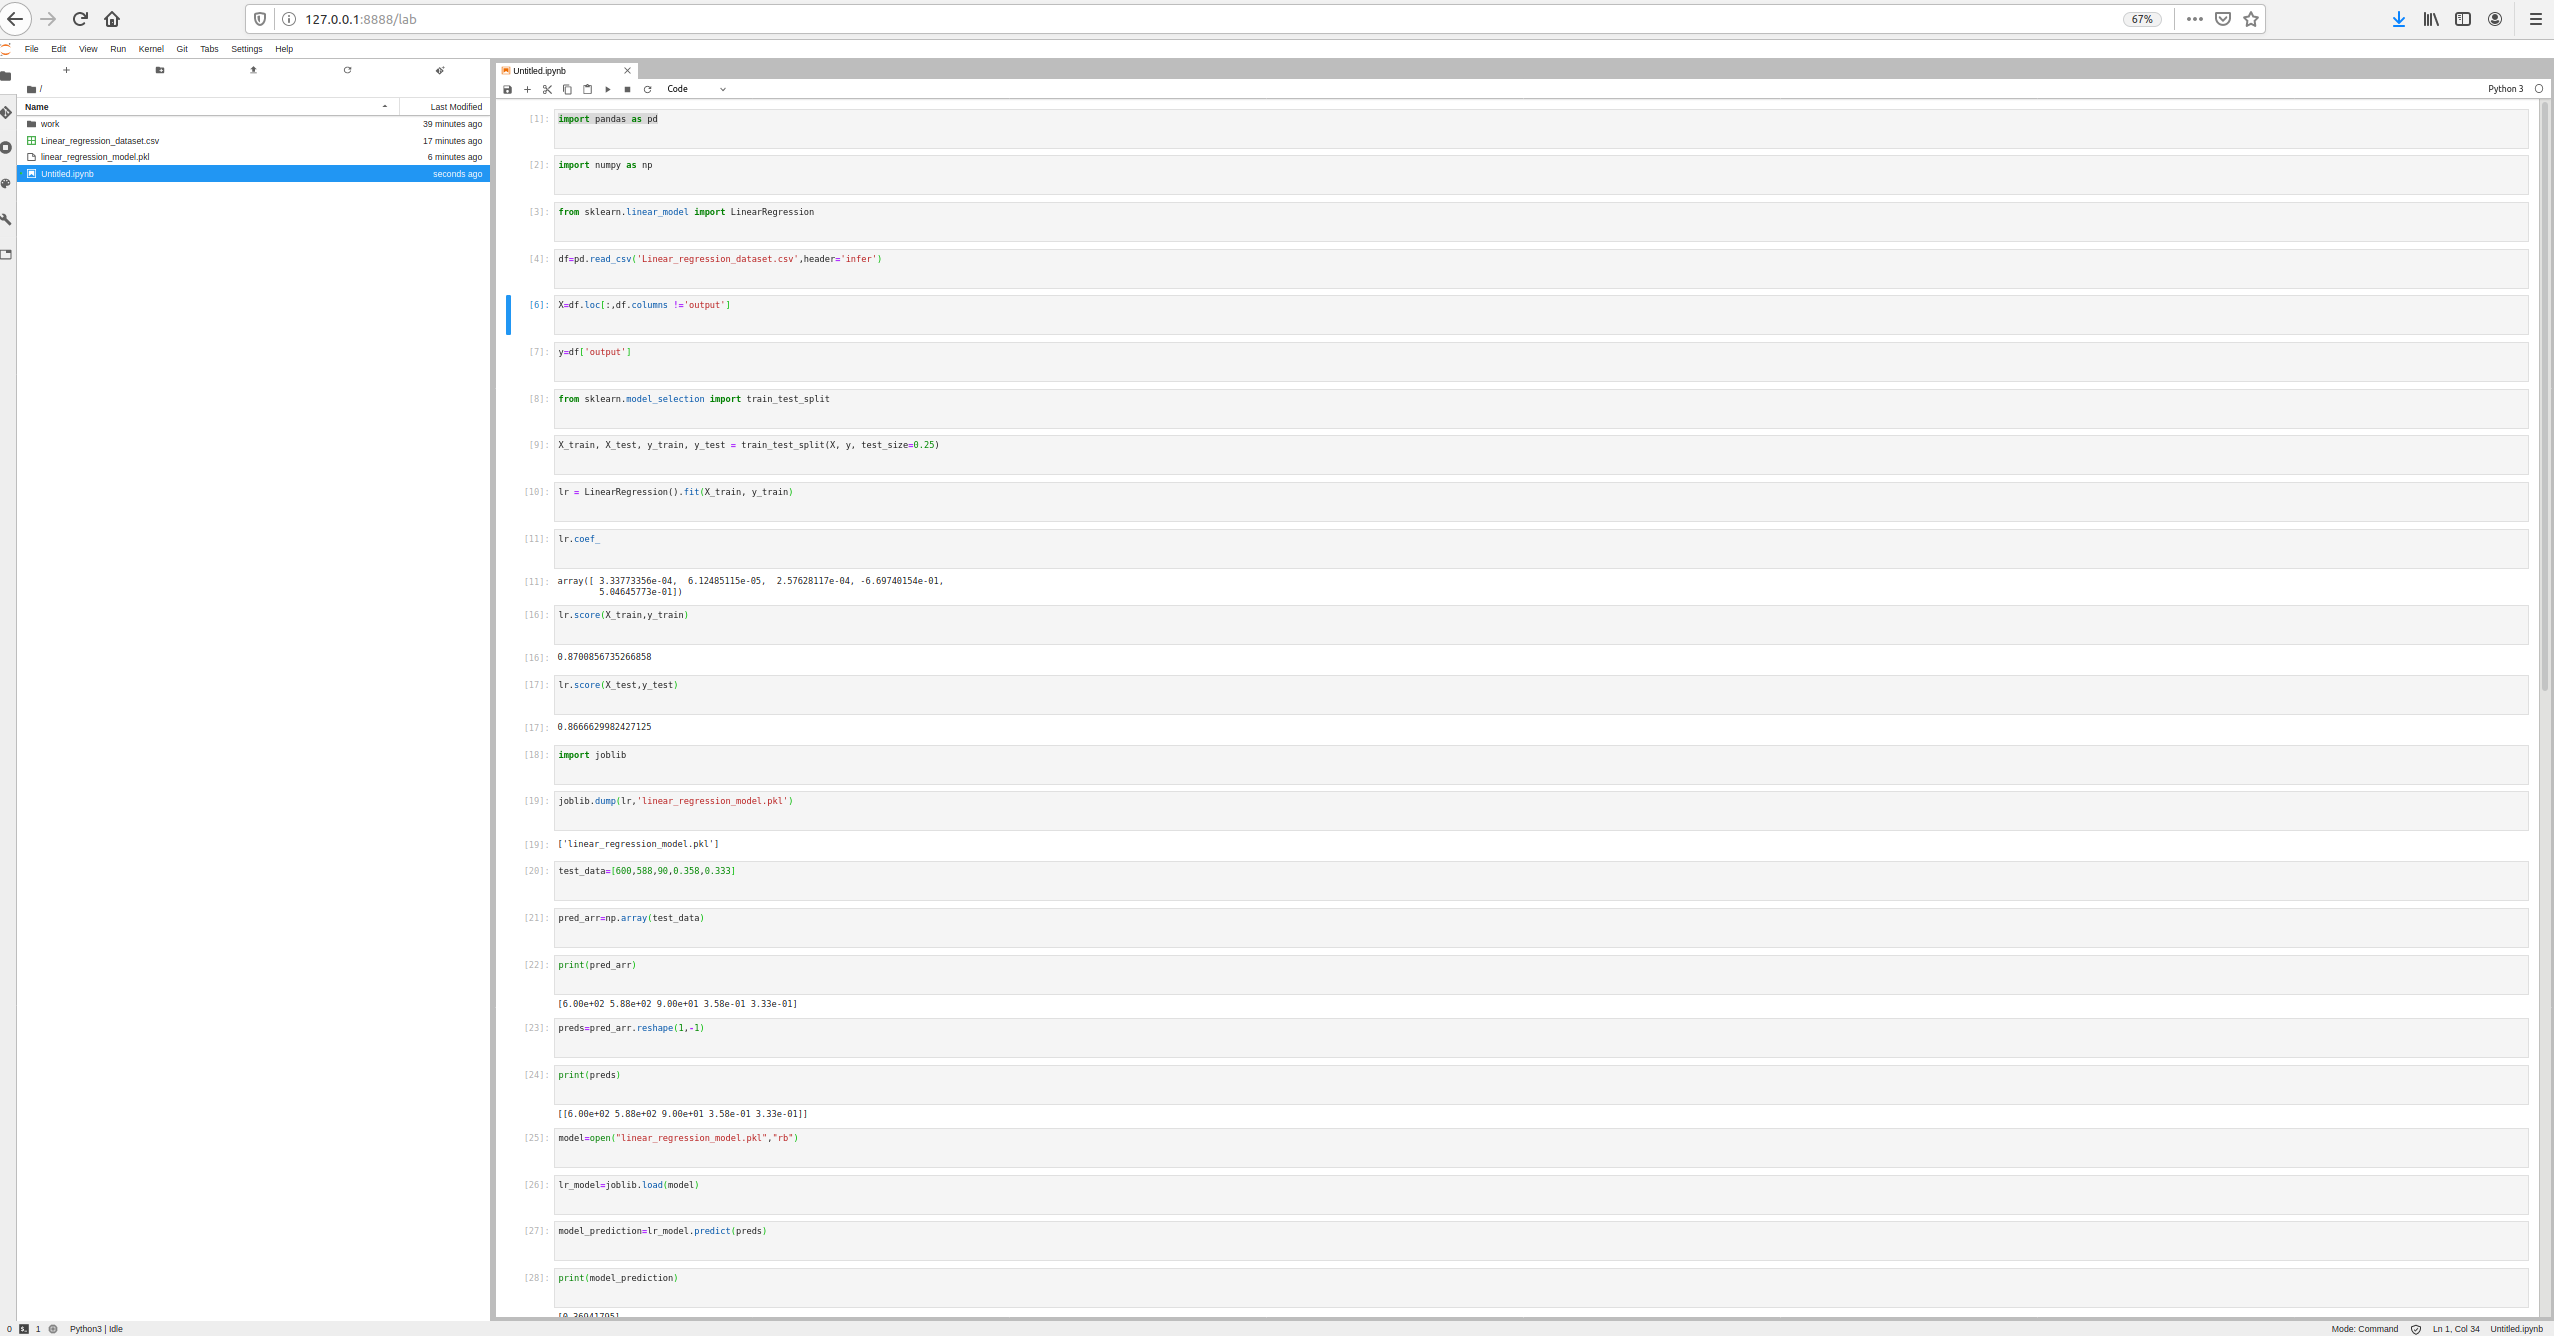 127.0.0.1:8888/lab
67%
File Edit View Run Kernel Git Tabs Settings Help
/
Name Last Modified
work 39 minutes ago
Linear_regression_dataset.csv 17 minutes ago
linear_regression_model.pkl 6 minutes ago
Untitled.ipynb seconds ago
Untitled.ipynb
Code
Python 3
[1]: import pandas as pd
[2]: import numpy as np
[3]: from sklearn.linear_model import LinearRegression
[4]: df=pd.read_csv('Linear_regression_dataset.csv',header='infer')
[6]: X=df.loc[:,df.columns !='output']
[7]: y=df['output']
[8]: from sklearn.model_selection import train_test_split
[9]: X_train, X_test, y_train, y_test = train_test_split(X, y, test_size=0.25)
[10]: lr = LinearRegression().fit(X_train, y_train)
[11]: lr.coef_
[11]: array([ 3.33773356e-04, 6.12485115e-05, 2.57628117e-04, -6.69740154e-01,
5.04645773e-01])
[16]: lr.score(X_train,y_train)
[16]: 0.8700856735266858
[17]: lr.score(X_test,y_test)
[17]: 0.8666629982427125
[18]: import joblib
[19]: joblib.dump(lr,'linear_regression_model.pkl')
[19]: ['linear_regression_model.pkl']
[20]: test_data=[600,588,90,0.358,0.333]
[21]: pred_arr=np.array(test_data)
[22]: print(pred_arr)
[6.00e+02 5.88e+02 9.00e+01 3.58e-01 3.33e-01]
[23]: preds=pred_arr.reshape(1,-1)
[24]: print(preds)
[[6.00e+02 5.88e+02 9.00e+01 3.58e-01 3.33e-01]]
[25]: model=open("linear_regression_model.pkl","rb")
[26]: lr_model=joblib.load(model)
[27]: model_prediction=lr_model.predict(preds)
[28]: print(model_prediction)
0 1 Python3 | Idle
Mode: Command Ln 1, Col 34 Untitled.ipynb